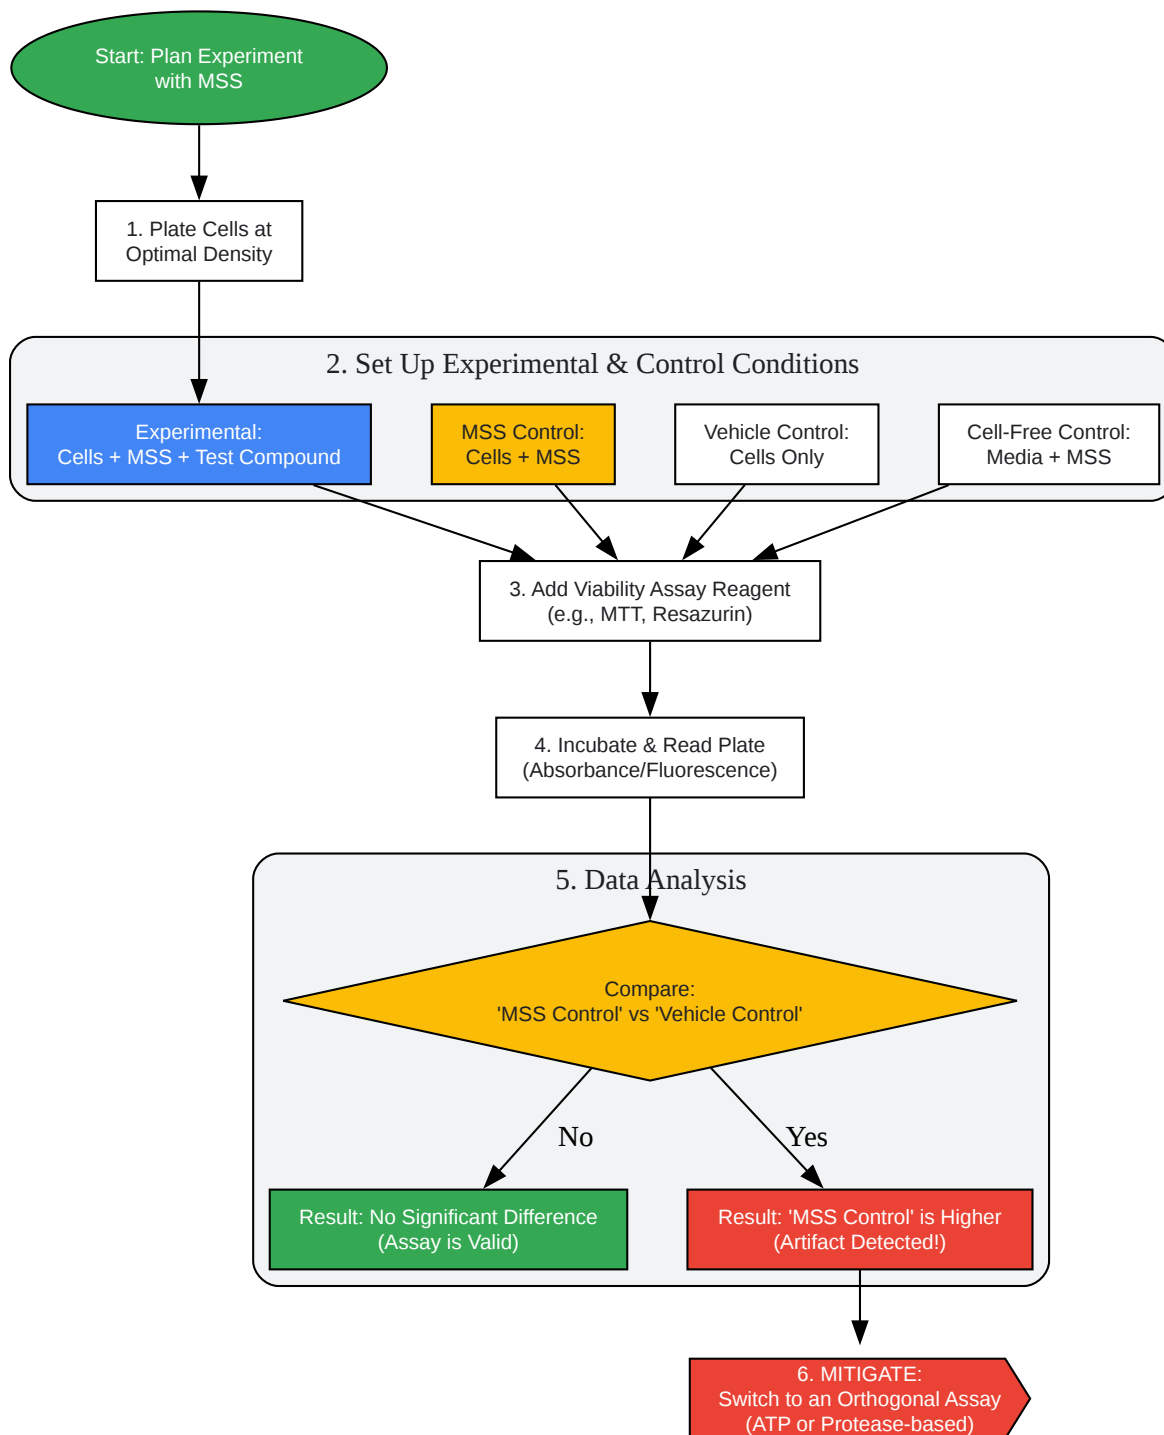 Start: Plan Experiment
with MSS
1. Plate Cells at
Optimal Density
2. Set Up Experimental & Control Conditions
Experimental:
Cells + MSS + Test Compound
MSS Control:
Cells + MSS
Vehicle Control:
Cells Only
Cell-Free Control:
Media + MSS
3. Add Viability Assay Reagent
(e.g., MTT, Resazurin)
4. Incubate & Read Plate
(Absorbance/Fluorescence)
5. Data Analysis
Compare:
'MSS Control' vs 'Vehicle Control'
No
Yes
Result: No Significant Difference
(Assay is Valid)
Result: 'MSS Control' is Higher
(Artifact Detected!)
6. MITIGATE:
Switch to an Orthogonal Assay
(ATP or Protease-based)